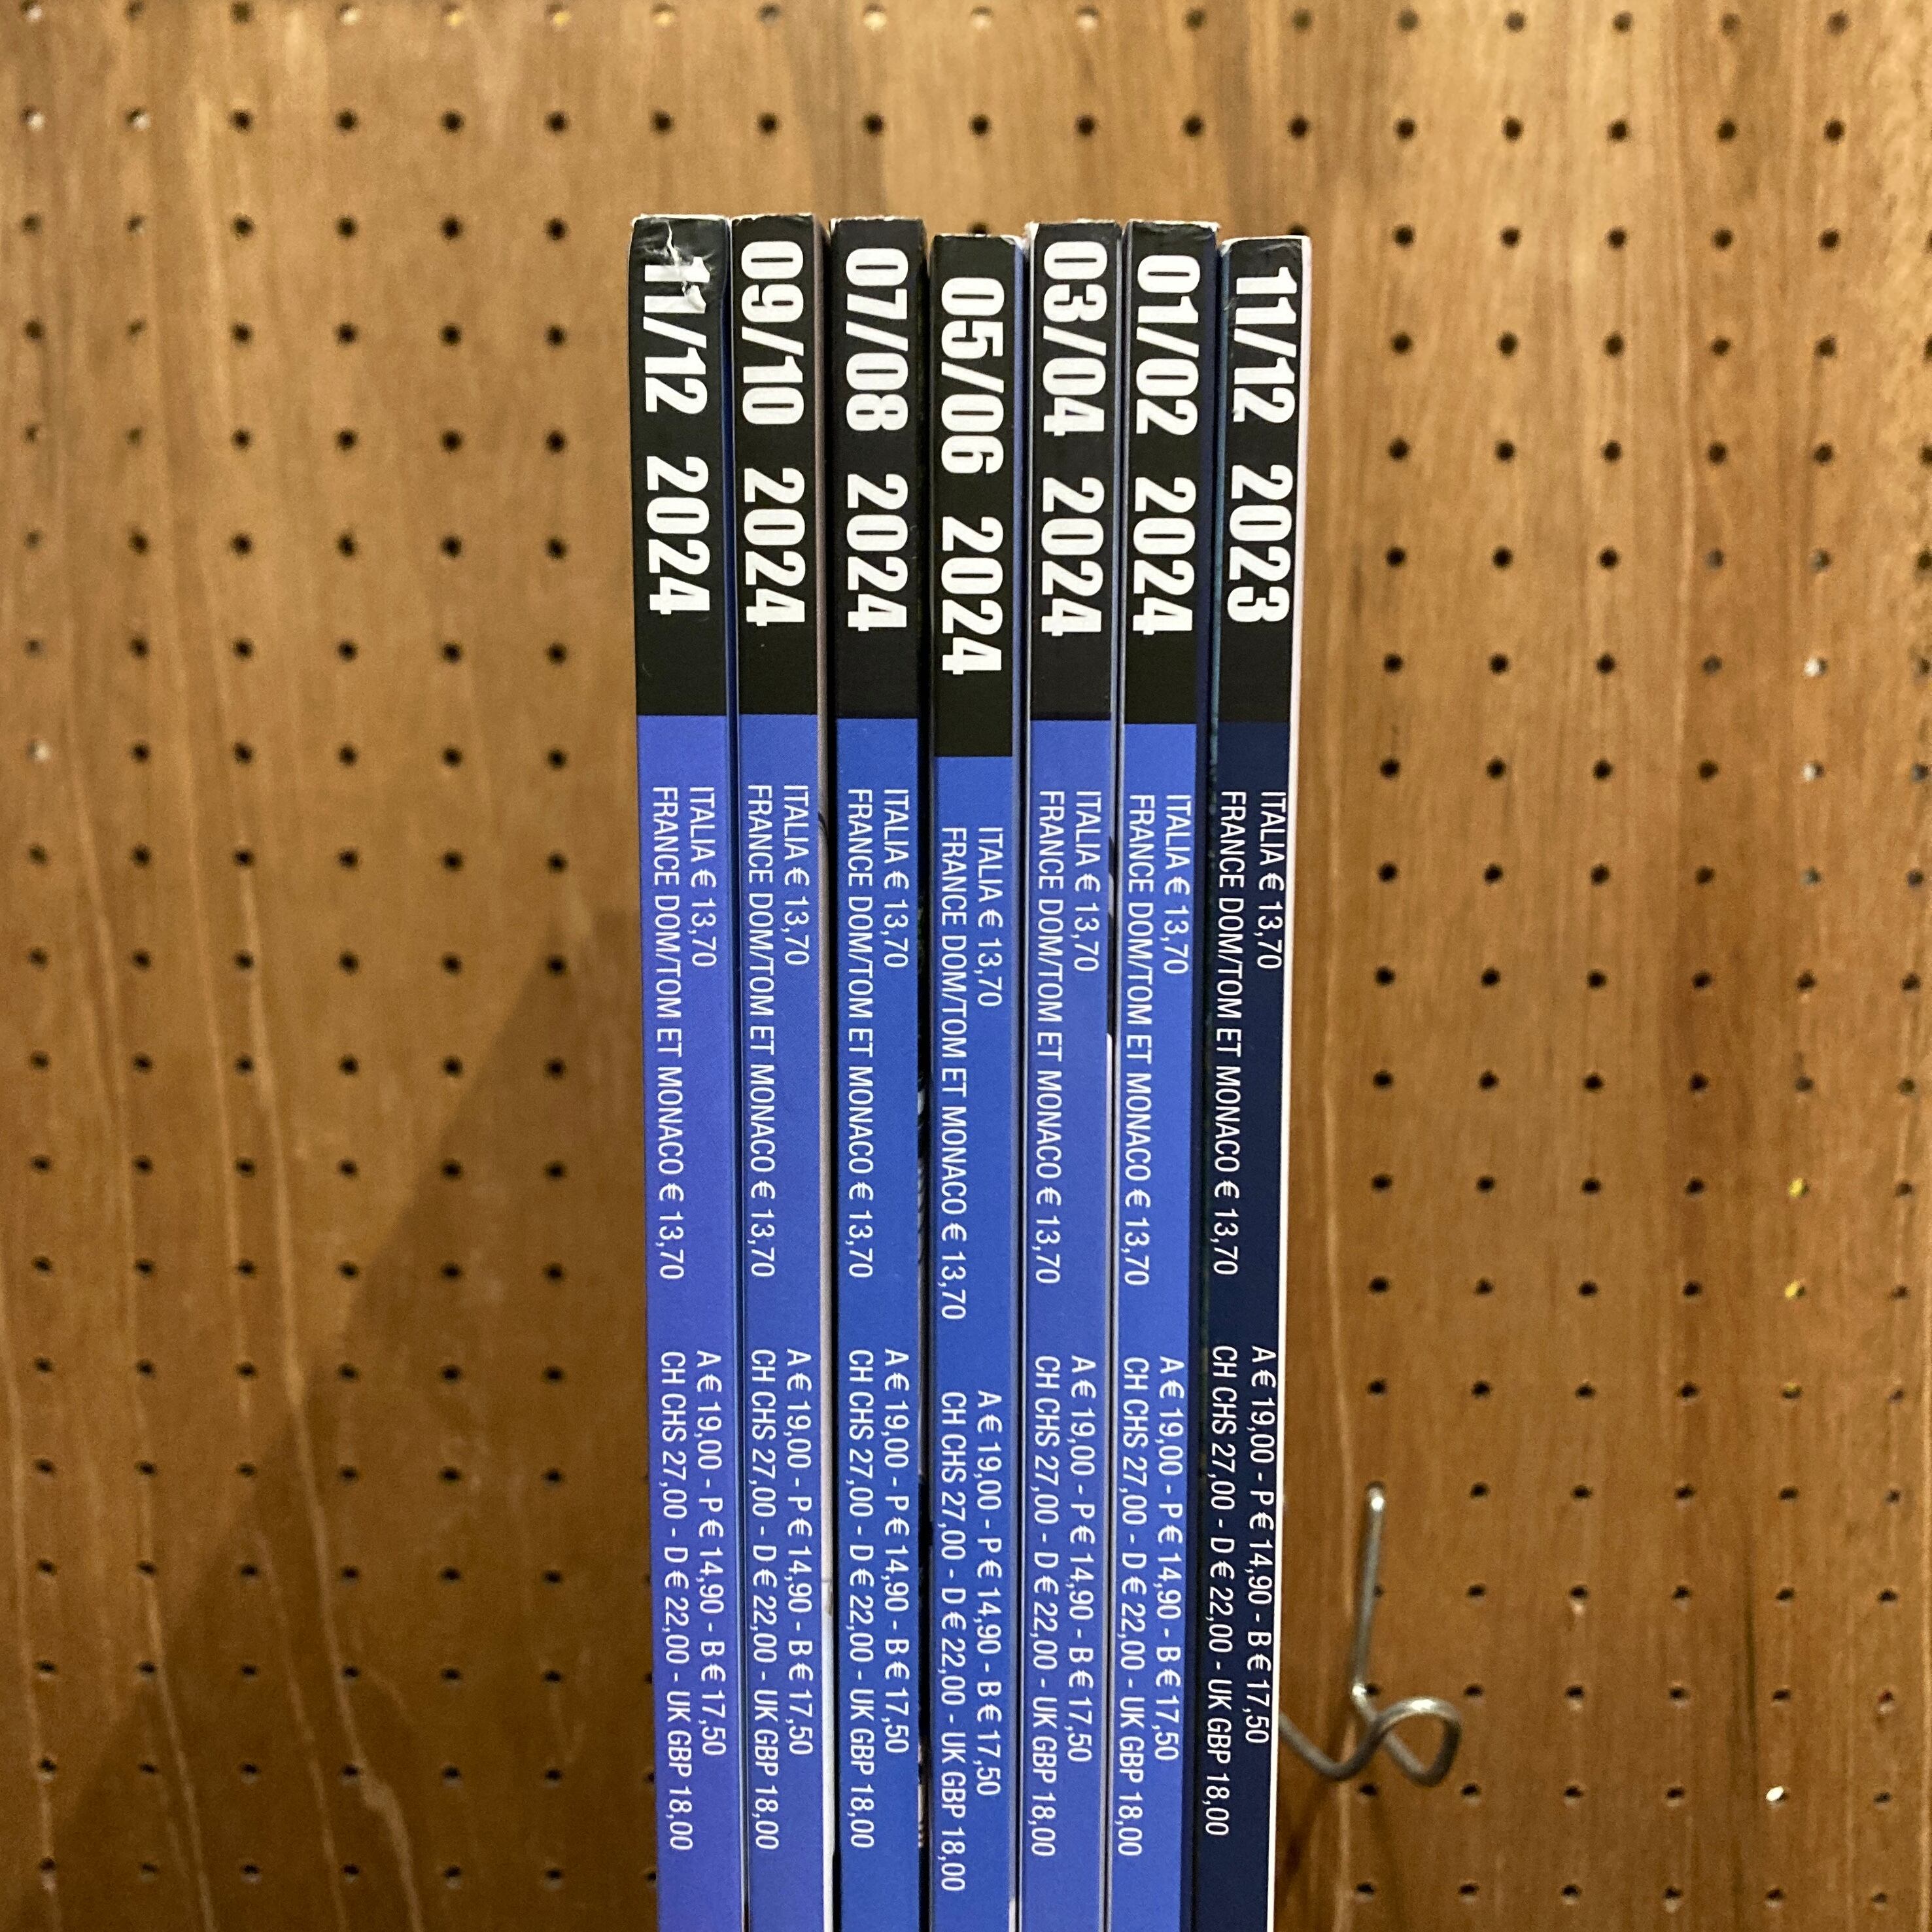 11/12 2024
ITALIA € 13,70
FRANCE DOM/TOM ET MONACO € 13,70
A € 19,00 - P € 14,90 - B € 17,50
CH CHS 27,00 - D € 22,00 - UK GBP 18,00
09/10 2024
ITALIA € 13,70
FRANCE DOM/TOM ET MONACO € 13,70
A € 19,00 - P € 14,90 - B € 17,50
CH CHS 27,00 - D € 22,00 - UK GBP 18,00
07/08 2024
ITALIA € 13,70
FRANCE DOM/TOM ET MONACO € 13,70
A € 19,00 - P € 14,90 - B € 17,50
CH CHS 27,00 - D € 22,00 - UK GBP 18,00
05/06 2024
ITALIA € 13,70
FRANCE DOM/TOM ET MONACO € 13,70
A € 19,00 - P € 14,90 - B € 17,50
CH CHS 27,00 - D € 22,00 - UK GBP 18,00
03/04 2024
ITALIA € 13,70
FRANCE DOM/TOM ET MONACO € 13,70
A € 19,00 - P € 14,90 - B € 17,50
CH CHS 27,00 - D € 22,00 - UK GBP 18,00
01/02 2024
ITALIA € 13,70
FRANCE DOM/TOM ET MONACO € 13,70
A € 19,00 - P € 14,90 - B € 17,50
CH CHS 27,00 - D € 22,00 - UK GBP 18,00
11/12 2023
ITALIA € 13,70
FRANCE DOM/TOM ET MONACO € 13,70
A € 19,00 - P € 14,90 - B € 17,50
CH CHS 27,00 - D € 22,00 - UK GBP 18,00